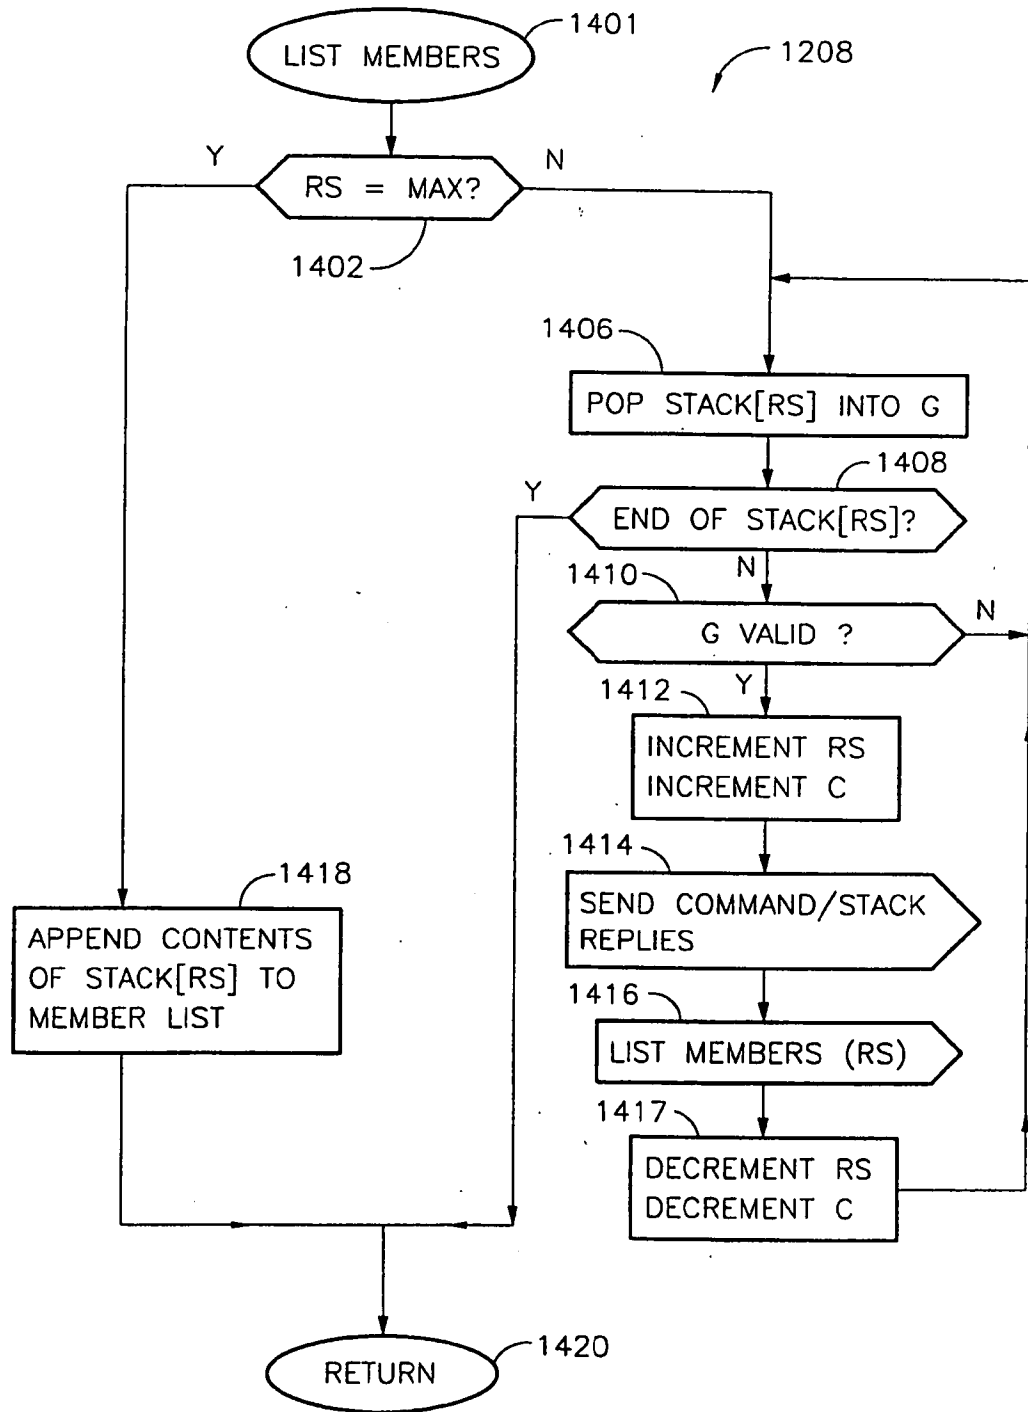 1401
LIST MEMBERS
1208
Y
N
RS = MAX?
1402
1406
POP STACK[RS] INTO G
1408
Y
END OF STACK[RS]?
N
1410
N
G VALID ?
Y
1412
INCREMENT RS
INCREMENT C
1414
SEND COMMAND/STACK
REPLIES
1418
APPEND CONTENTS
OF STACK[RS] TO
MEMBER LIST
1416
LIST MEMBERS (RS)
1417
DECREMENT RS
DECREMENT C
RETURN
1420